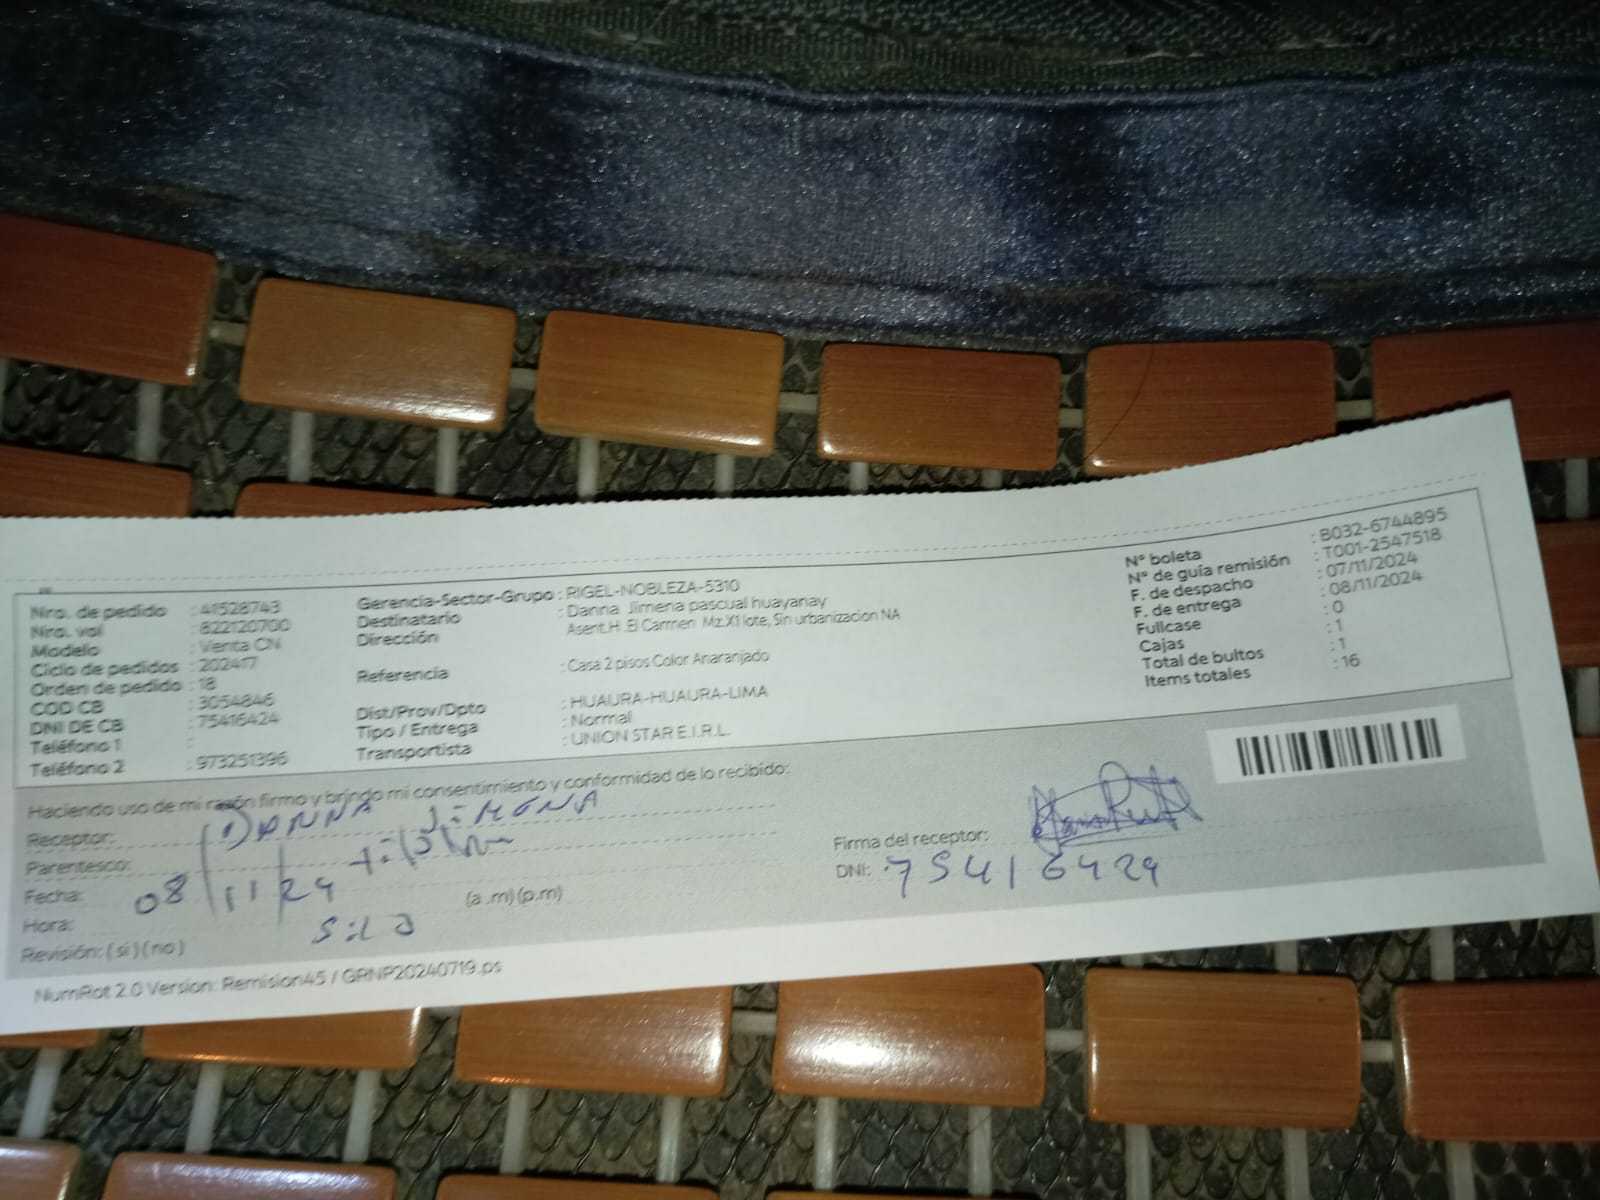 Nro. de pedido : 41528743
Nro. val : 822120700
Modelo : Venta CN
Ciclo de pedidos : 202417
Orden de pedido : 18
COD CB : 3054846
DNI DE CB : 75416424
Teléfono 1 :
Teléfono 2 : 973251396
Gerencia-Sector-Grupo : RIGEL-NOBLEZA-5310
Destinatario : Danna Jimena pascual huayanay
Dirección : Asent.H .El Carmen Mz.X1 lote, Sin urbanizacion NA
Referencia : Casa 2 pisos Color Anaranjado
Dist/Prov/Dpto : HUAURA-HUAURA-LIMA
Tipo / Entrega : Normal
Transportista : UNION STAR E.I.R.L.
N° boleta : B032-6744895
N° de guía remisión : T001-2547518
F. de despacho : 07/11/2024
F. de entrega : 08/11/2024
Fullcase : 0
Cajas : 1
Total de bultos : 1
Items totales : 16
Haciendo uso de mi razón firmo y brindo mi consentimiento y conformidad de lo recibido:
Receptor: DANNA JIMENA
Parentesco:
Fecha: 08/11/24
Hora: (a .m) (p.m)
Revisión: ( si ) ( no )
Firma del receptor:
DNI: 75416424
NumRot 2.0 Version: Remision45 / GRNP20240719.ps